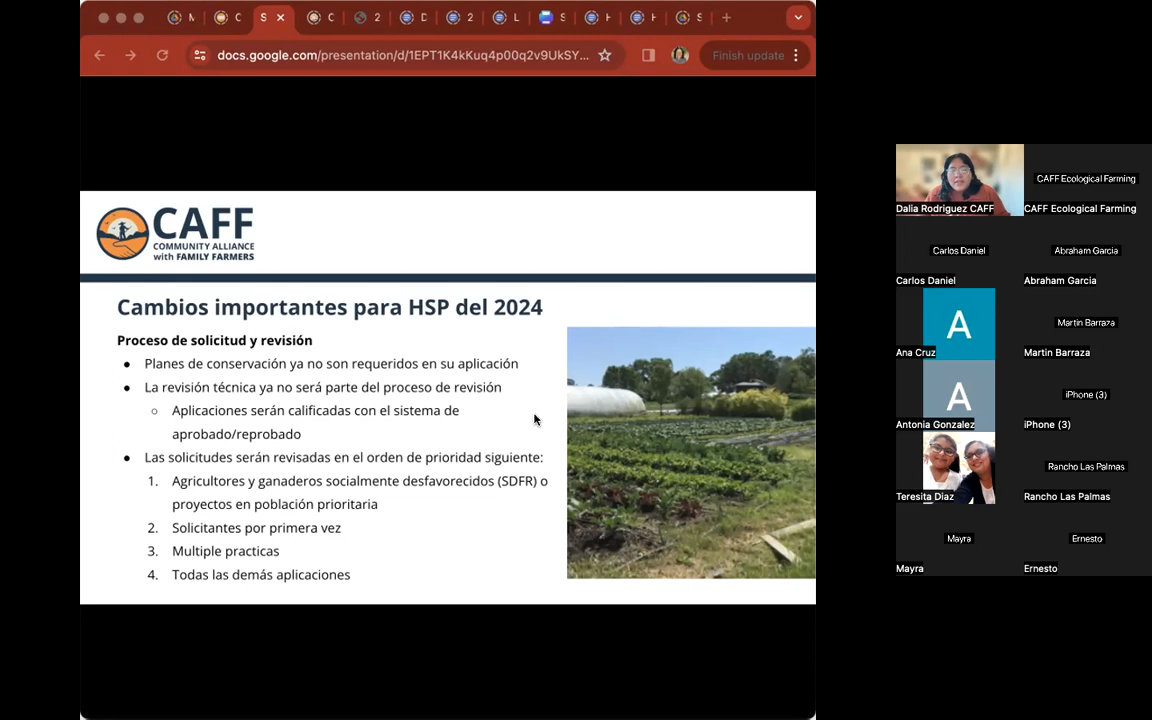 M
C
S
C
2
D
2
L
S
H
H
S
docs.google.com/presentation/d/1EPT1K4kKuq4p00q2v9UkSY...
Finish update
CAFF
COMMUNITY ALLIANCE
with FAMILY FARMERS
Cambios importantes para HSP del 2024
Proceso de solicitud y revisión
● Planes de conservación ya no son requeridos en su aplicación
● La revisión técnica ya no será parte del proceso de revisión
○ Aplicaciones serán calificadas con el sistema de
aprobado/reprobado
● Las solicitudes serán revisadas en el orden de prioridad siguiente:
1. Agricultores y ganaderos socialmente desfavorecidos (SDFR) o
proyectos en población prioritaria
2. Solicitantes por primera vez
3. Multiple practicas
4. Todas las demás aplicaciones
Dalia Rodriguez CAFF
CAFF Ecological Farming
CAFF Ecological Farming
Carlos Daniel
Carlos Daniel
Abraham Garcia
Abraham Garcia
A
Ana Cruz
Martin Barraza
Martin Barraza
A
Antonia Gonzalez
iPhone (3)
iPhone (3)
Teresita Diaz
Rancho Las Palmas
Rancho Las Palmas
Mayra
Mayra
Ernesto
Ernesto